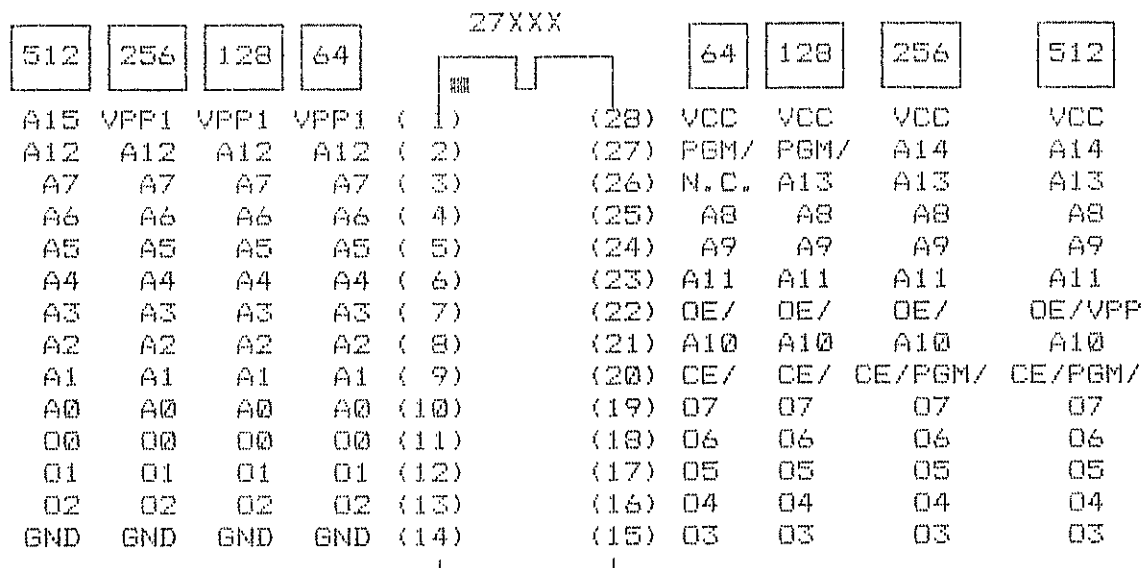 27XXX
512 256 128 64 64 128 256 512
A15 VPP1 VPP1 VPP1 ( 1) (28) VCC VCC VCC VCC
A12 A12 A12 A12 ( 2) (27) PGM/ PGM/ A14 A14
A7 A7 A7 A7 ( 3) (26) N.C. A13 A13 A13
A6 A6 A6 A6 ( 4) (25) A8 A8 A8 A8
A5 A5 A5 A5 ( 5) (24) A9 A9 A9 A9
A4 A4 A4 A4 ( 6) (23) A11 A11 A11 A11
A3 A3 A3 A3 ( 7) (22) OE/ OE/ OE/ OE/VPP
A2 A2 A2 A2 ( 8) (21) A10 A10 A10 A10
A1 A1 A1 A1 ( 9) (20) CE/ CE/ CE/PGM/ CE/PGM/
A0 A0 A0 A0 (10) (19) O7 O7 O7 O7
O0 O0 O0 O0 (11) (18) O6 O6 O6 O6
O1 O1 O1 O1 (12) (17) O5 O5 O5 O5
O2 O2 O2 O2 (13) (16) O4 O4 O4 O4
GND GND GND GND (14) (15) O3 O3 O3 O3